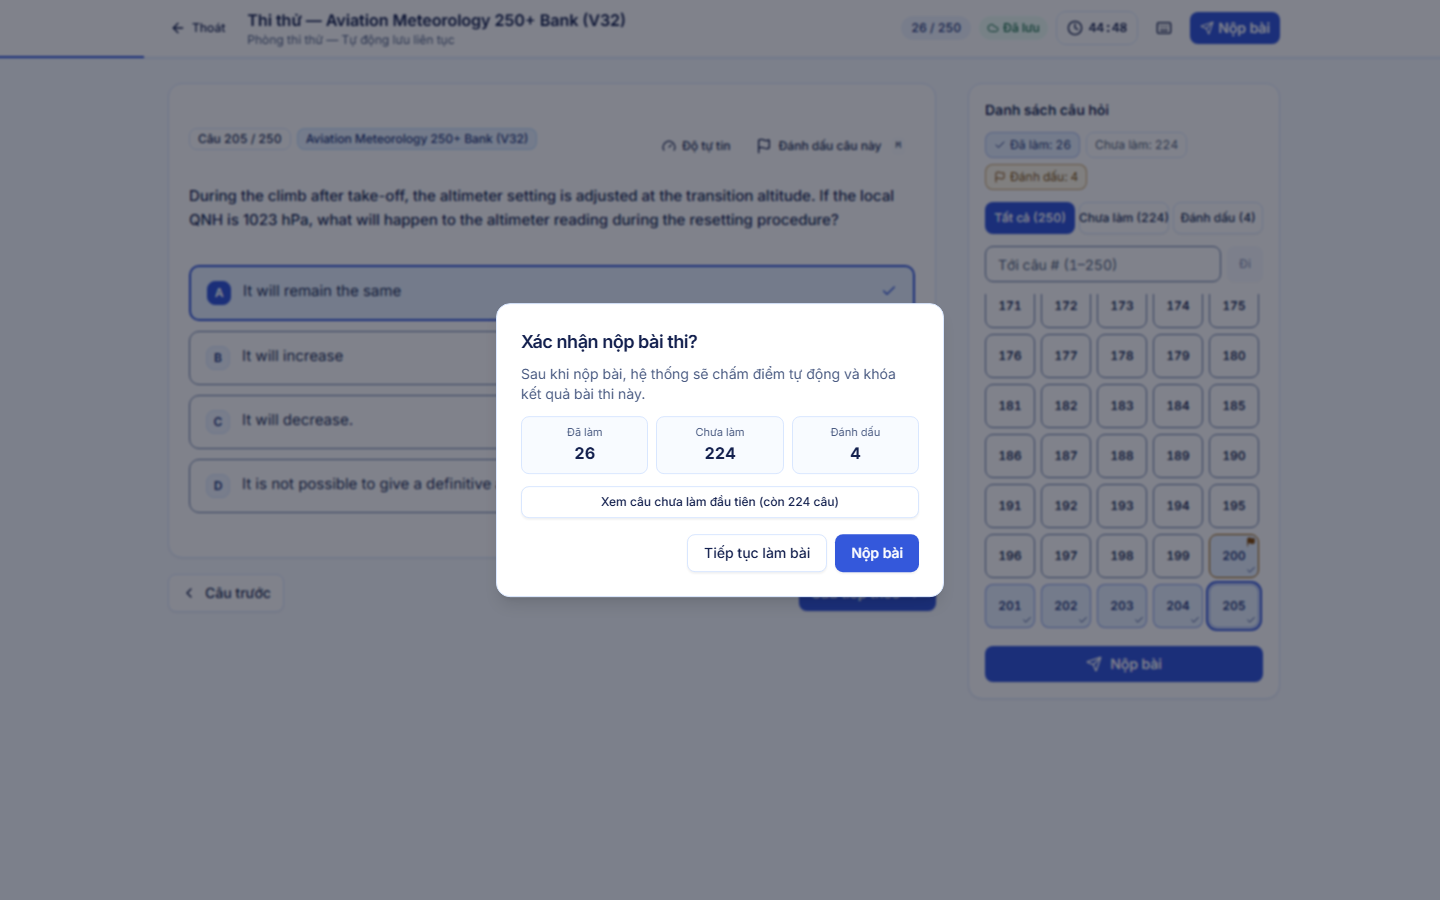 Thoát
Thi thử — Aviation Meteorology 250+ Bank (V32)
Phòng thi thử — Tự động lưu liên tục
26 / 250
Đã lưu
44:48
Nộp bài
Câu 205 / 250
Aviation Meteorology 250+ Bank (V32)
Độ tự tin
Đánh dấu câu này
During the climb after take-off, the altimeter setting is adjusted at the transition altitude. If the local
QNH is 1023 hPa, what will happen to the altimeter reading during the resetting procedure?
A It will remain the same
B It will increase
C It will decrease.
D It is not possible to give a definitive
Câu trước
Xác nhận nộp bài thi?
Sau khi nộp bài, hệ thống sẽ chấm điểm tự động và khóa
kết quả bài thi này.
Đã làm
26
Chưa làm
224
Đánh dấu
4
Xem câu chưa làm đầu tiên (còn 224 câu)
Tiếp tục làm bài
Nộp bài
Danh sách câu hỏi
Đã làm: 26
Chưa làm: 224
Đánh dấu: 4
Tất cả (250)
Chưa làm (224)
Đánh dấu (4)
Tới câu # (1–250)
Đi
171 172 173 174 175
176 177 178 179 180
181 182 183 184 185
186 187 188 189 190
191 192 193 194 195
196 197 198 199 200
201 202 203 204 205
Nộp bài